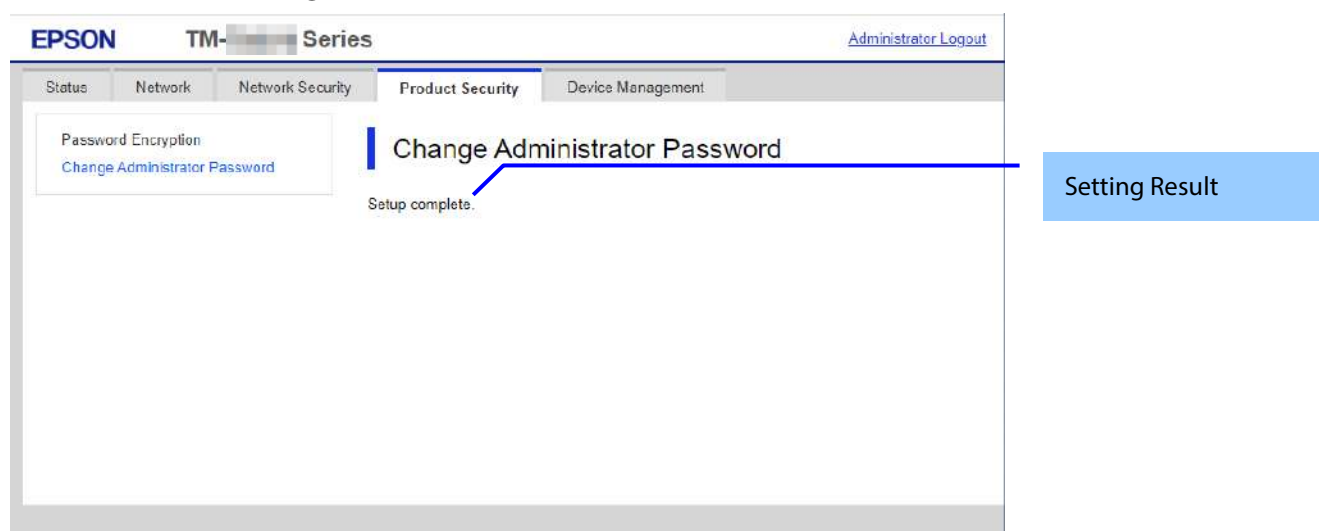 EPSON TM- Series Administrator Logout
Status Network Network Security Product Security Device Management
Password Encryption
Change Administrator Password
Change Administrator Password
Setup complete.
Setting Result